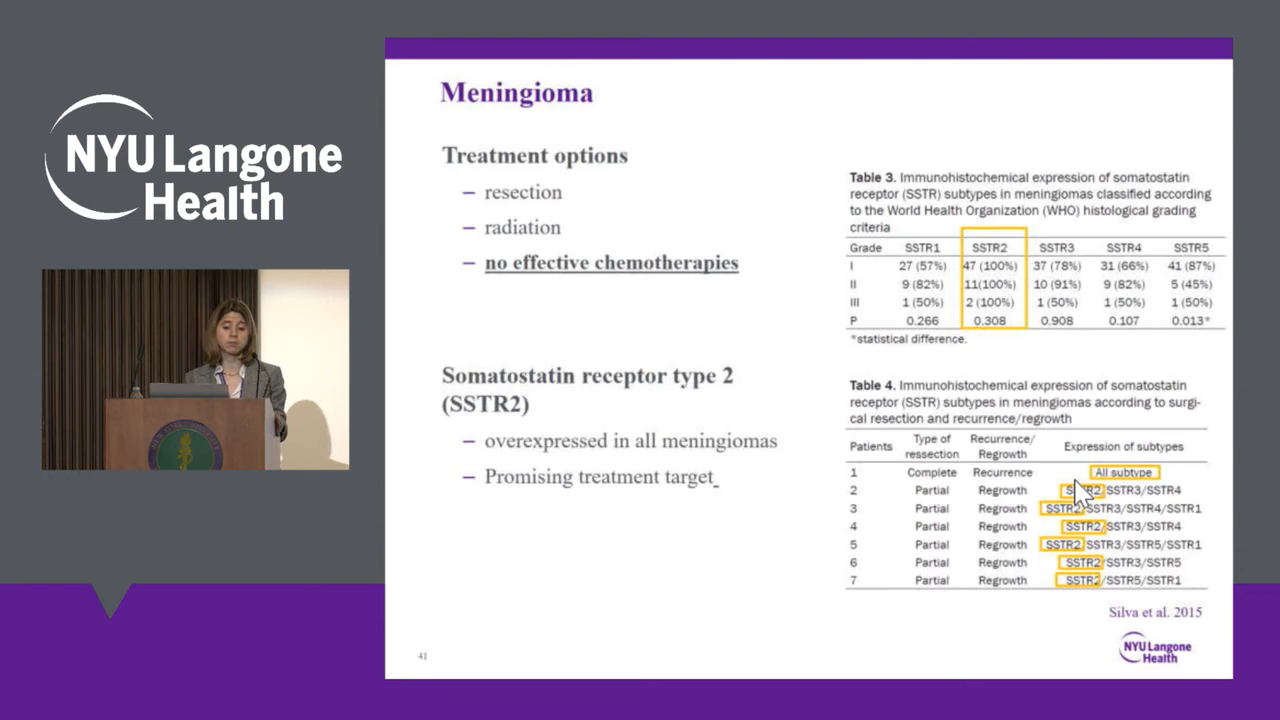 NYU Langone
Health
Meningioma
Treatment options
– resection
– radiation
– no effective chemotherapies
Somatostatin receptor type 2
(SSTR2)
– overexpressed in all meningiomas
– Promising treatment target
41
Table 3. Immunohistochemical expression of somatostatin
receptor (SSTR) subtypes in meningiomas classified according
to the World Health Organization (WHO) histological grading
criteria
Grade SSTR1 SSTR2 SSTR3 SSTR4 SSTR5
I 27 (57%) 47 (100%) 37 (78%) 31 (66%) 41 (87%)
II 9 (82%) 11(100%) 10 (91%) 9 (82%) 5 (45%)
III 1 (50%) 2 (100%) 1 (50%) 1 (50%) 1 (50%)
P 0.266 0.308 0.908 0.107 0.013*
*statistical difference.
Table 4. Immunohistochemical expression of somatostatin
receptor (SSTR) subtypes in meningiomas according to surgi-
cal resection and recurrence/regrowth
Patients Type of ressection Recurrence/ Regrowth Expression of subtypes
1 Complete Recurrence All subtype
2 Partial Regrowth SSTR2/SSTR3/SSTR4
3 Partial Regrowth SSTR2/SSTR3/SSTR4/SSTR1
4 Partial Regrowth SSTR2/SSTR3/SSTR4
5 Partial Regrowth SSTR2/SSTR3/SSTR5/SSTR1
6 Partial Regrowth SSTR2/SSTR3/SSTR5
7 Partial Regrowth SSTR2/SSTR5/SSTR1
Silva et al. 2015
NYU Langone
Health